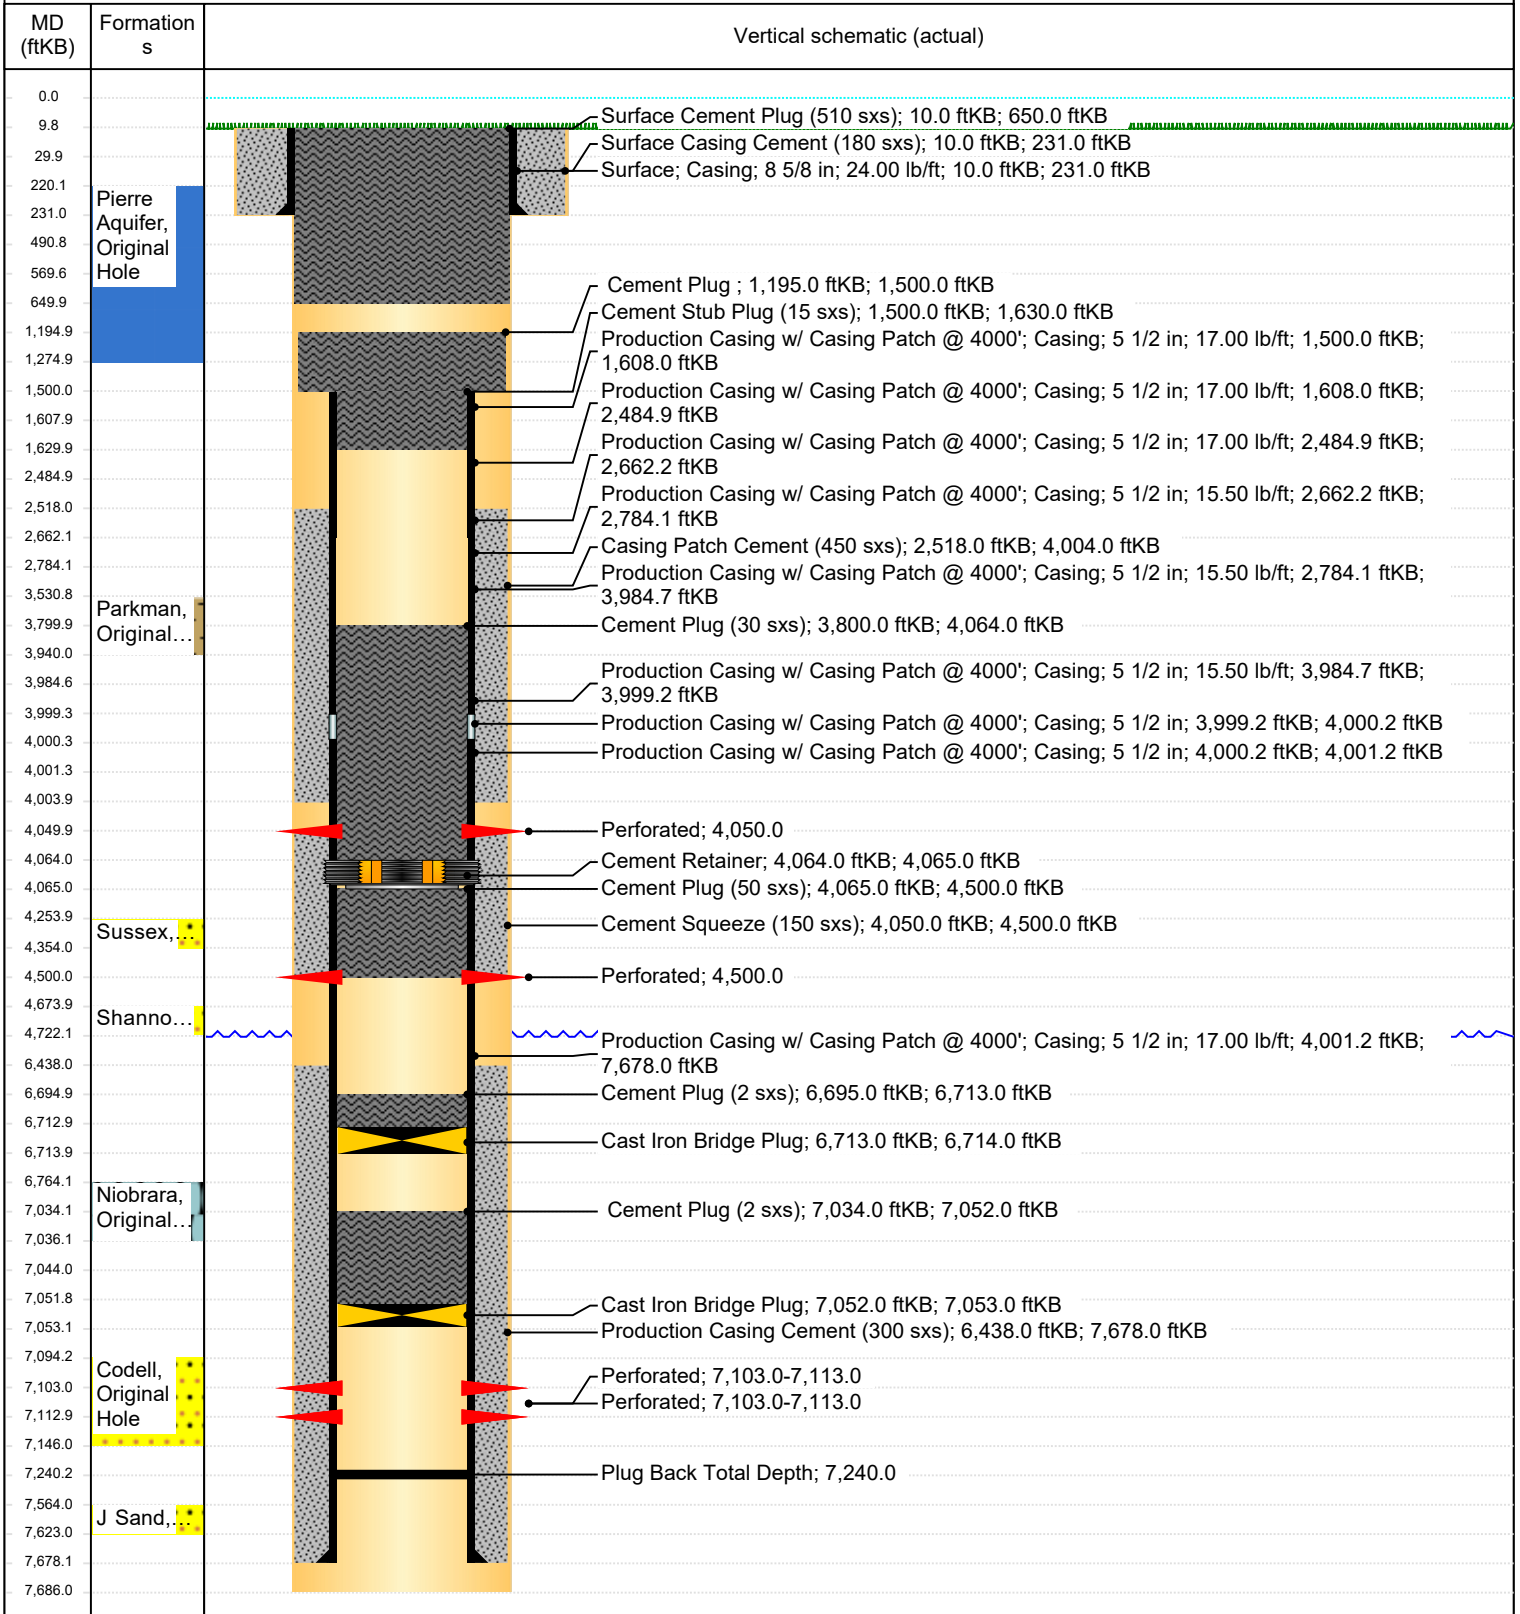 MD
(ftKB)
Formation
s
Vertical schematic (actual)
0.0
9.8
29.9
220.1
231.0
490.8
569.6
649.9
1,194.9
1,274.9
1,500.0
1,607.9
1,629.9
2,484.9
2,518.0
2,662.1
2,784.1
3,530.8
3,799.9
3,940.0
3,984.6
3,999.3
4,000.3
4,001.3
4,003.9
4,049.9
4,064.0
4,065.0
4,253.9
4,354.0
4,500.0
4,673.9
4,722.1
6,438.0
6,694.9
6,712.9
6,713.9
6,764.1
7,034.1
7,036.1
7,044.0
7,051.8
7,053.1
7,094.2
7,103.0
7,112.9
7,146.0
7,240.2
7,564.0
7,623.0
7,678.1
7,686.0
Pierre
Aquifer,
Original
Hole
Parkman,
Original…
Sussex,…
Shanno…
Niobrara,
Original…
Codell,
Original
Hole
J Sand,…
Surface Cement Plug (510 sxs); 10.0 ftKB; 650.0 ftKB
Surface Casing Cement (180 sxs); 10.0 ftKB; 231.0 ftKB
Surface; Casing; 8 5/8 in; 24.00 lb/ft; 10.0 ftKB; 231.0 ftKB
Cement Plug ; 1,195.0 ftKB; 1,500.0 ftKB
Cement Stub Plug (15 sxs); 1,500.0 ftKB; 1,630.0 ftKB
Production Casing w/ Casing Patch @ 4000'; Casing; 5 1/2 in; 17.00 lb/ft; 1,500.0 ftKB;
1,608.0 ftKB
Production Casing w/ Casing Patch @ 4000'; Casing; 5 1/2 in; 17.00 lb/ft; 1,608.0 ftKB;
2,484.9 ftKB
Production Casing w/ Casing Patch @ 4000'; Casing; 5 1/2 in; 17.00 lb/ft; 2,484.9 ftKB;
2,662.2 ftKB
Production Casing w/ Casing Patch @ 4000'; Casing; 5 1/2 in; 15.50 lb/ft; 2,662.2 ftKB;
2,784.1 ftKB
Casing Patch Cement (450 sxs); 2,518.0 ftKB; 4,004.0 ftKB
Production Casing w/ Casing Patch @ 4000'; Casing; 5 1/2 in; 15.50 lb/ft; 2,784.1 ftKB;
3,984.7 ftKB
Cement Plug (30 sxs); 3,800.0 ftKB; 4,064.0 ftKB
Production Casing w/ Casing Patch @ 4000'; Casing; 5 1/2 in; 15.50 lb/ft; 3,984.7 ftKB;
3,999.2 ftKB
Production Casing w/ Casing Patch @ 4000'; Casing; 5 1/2 in; 3,999.2 ftKB; 4,000.2 ftKB
Production Casing w/ Casing Patch @ 4000'; Casing; 5 1/2 in; 4,000.2 ftKB; 4,001.2 ftKB
Perforated; 4,050.0
Cement Retainer; 4,064.0 ftKB; 4,065.0 ftKB
Cement Plug (50 sxs); 4,065.0 ftKB; 4,500.0 ftKB
Cement Squeeze (150 sxs); 4,050.0 ftKB; 4,500.0 ftKB
Perforated; 4,500.0
Production Casing w/ Casing Patch @ 4000'; Casing; 5 1/2 in; 17.00 lb/ft; 4,001.2 ftKB;
7,678.0 ftKB
Cement Plug (2 sxs); 6,695.0 ftKB; 6,713.0 ftKB
Cast Iron Bridge Plug; 6,713.0 ftKB; 6,714.0 ftKB
Cement Plug (2 sxs); 7,034.0 ftKB; 7,052.0 ftKB
Cast Iron Bridge Plug; 7,052.0 ftKB; 7,053.0 ftKB
Production Casing Cement (300 sxs); 6,438.0 ftKB; 7,678.0 ftKB
Perforated; 7,103.0-7,113.0
Perforated; 7,103.0-7,113.0
Plug Back Total Depth; 7,240.0